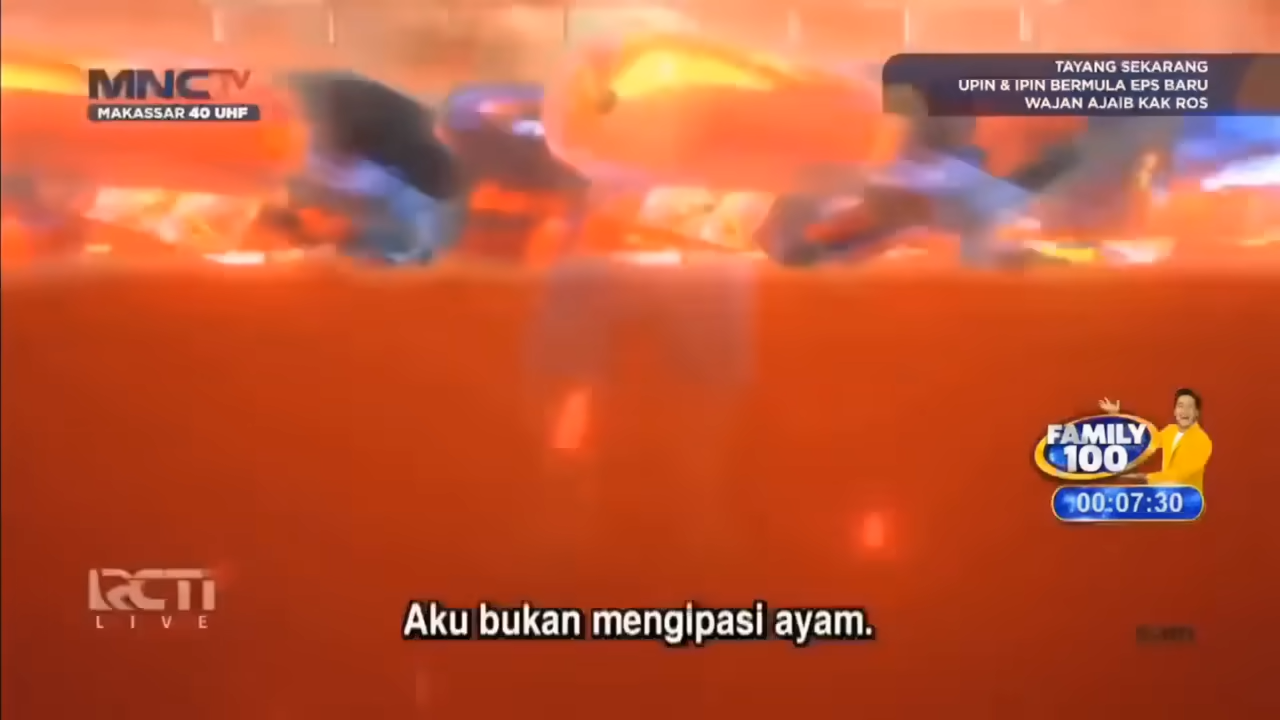 MNCTV
MAKASSAR 40 UHF
TAYANG SEKARANG
UPIN & IPIN BERMULA EPS BARU
WAJAN AJAIB KAK ROS
FAMILY
100
00:07:30
RCTI
LIVE
Aku bukan mengipasi ayam.